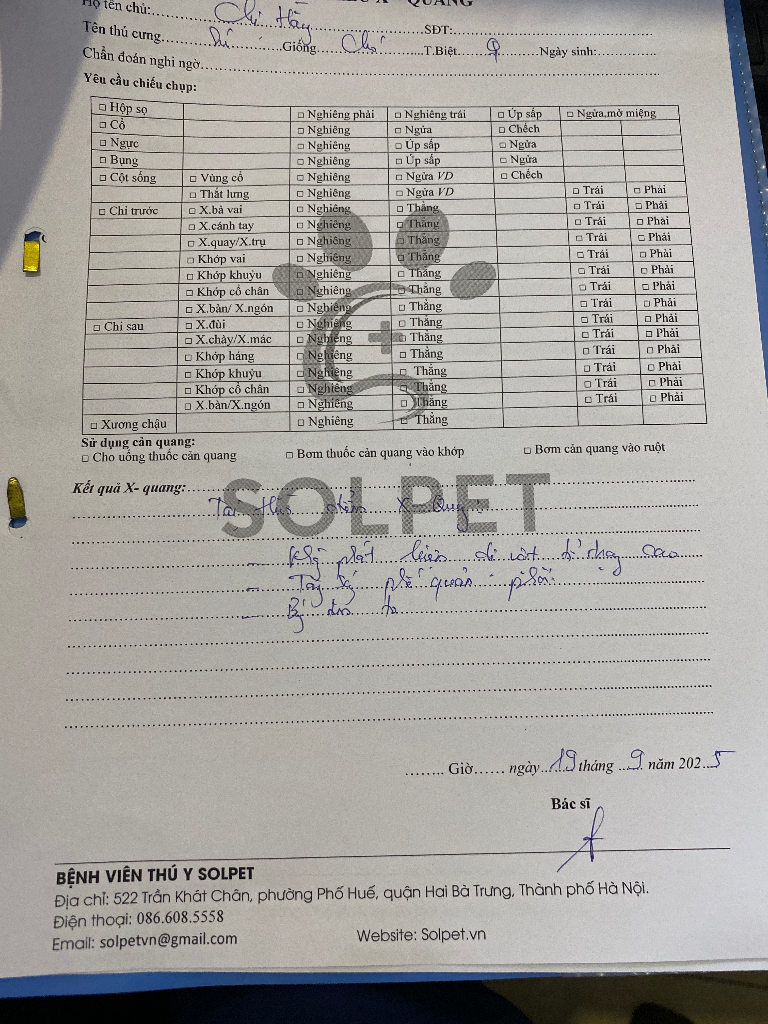 Họ tên chủ: Chị Hằng SĐT:
Tên thú cưng Giống Chó T.Biệt ♀ Ngày sinh:
Chẩn đoán nghi ngờ
Yêu cầu chiếu chụp:
□ Hộp sọ □ Nghiêng phải □ Nghiêng trái □ Úp sấp □ Ngửa,mở miệng
□ Cổ □ Nghiêng □ Ngửa □ Chếch
□ Ngực □ Nghiêng □ Úp sấp □ Ngửa
□ Bụng □ Nghiêng □ Úp sấp □ Ngửa
□ Cột sống □ Vùng cổ □ Nghiêng □ Ngửa VD □ Chếch
□ Thắt lưng □ Nghiêng □ Ngửa VD □ Trái □ Phải
□ Chi trước □ X.bả vai □ Nghiêng □ Thẳng □ Trái □ Phải
□ X.cánh tay □ Nghiêng □ Thẳng □ Trái □ Phải
□ X.quay/X.trụ □ Nghiêng □ Thẳng □ Trái □ Phải
□ Khớp vai □ Nghiêng □ Thẳng □ Trái □ Phải
□ Khớp khuỷu □ Nghiêng □ Thẳng □ Trái □ Phải
□ Khớp cổ chân □ Nghiêng □ Thẳng □ Trái □ Phải
□ X.bàn/ X.ngón □ Nghiêng □ Thẳng □ Trái □ Phải
□ Chi sau □ X.đùi □ Nghiêng □ Thẳng □ Trái □ Phải
□ X.chày/X.mác □ Nghiêng □ Thẳng □ Trái □ Phải
□ Khớp háng □ Nghiêng □ Thẳng □ Trái □ Phải
□ Khớp khuỷu □ Nghiêng □ Thẳng □ Trái □ Phải
□ Khớp cổ chân □ Nghiêng □ Thẳng □ Trái □ Phải
□ X.bàn/X.ngón □ Nghiêng □ Thẳng □ Trái □ Phải
□ Xương chậu □ Nghiêng □ Thẳng
Sử dụng cản quang:
□ Cho uống thuốc cản quang □ Bơm thuốc cản quang vào khớp □ Bơm cản quang vào ruột
Kết quả X- quang:
SOLPET
Tại thời điểm X-Quang
- phát hiện dị vật cao
- phế quản - phổi
- to
Giờ ngày 19 tháng 9 năm 2025
Bác sĩ
BỆNH VIỆN THÚ Y SOLPET
Địa chỉ: 522 Trần Khát Chân, phường Phố Huế, quận Hai Bà Trưng, Thành phố Hà Nội.
Điện thoại: 086.608.5558
Email: solpetvn@gmail.com Website: Solpet.vn